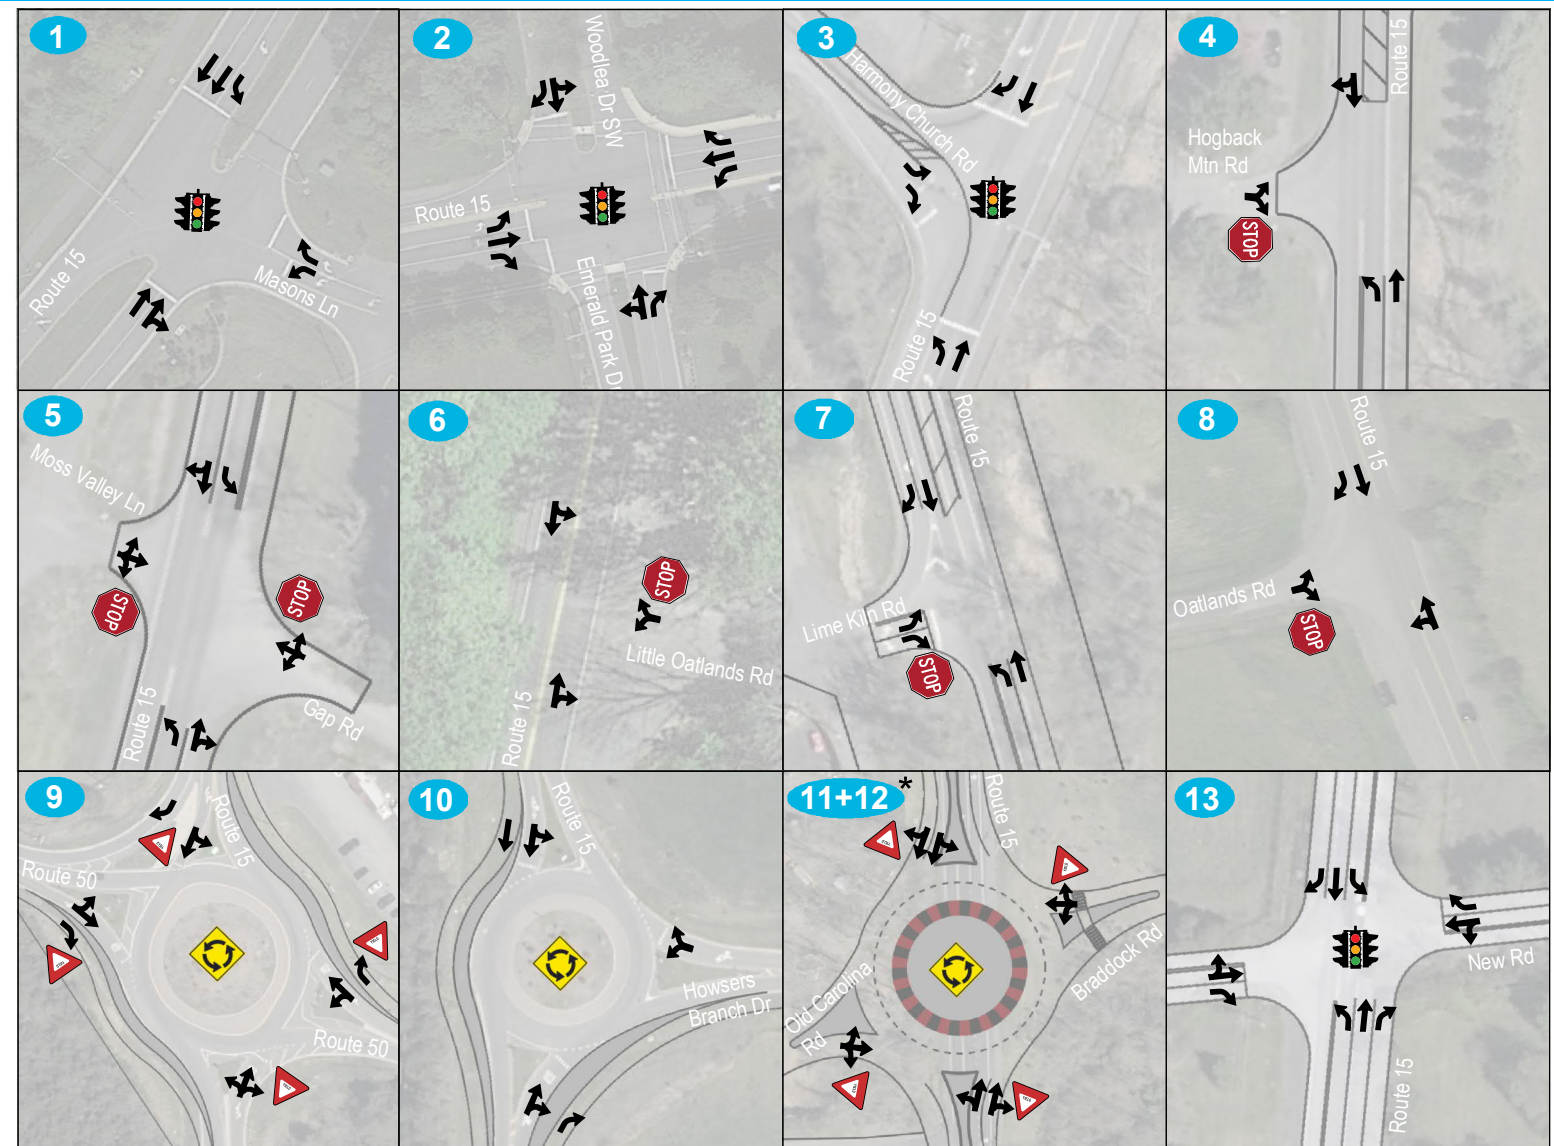 1
Route 15
Masons Ln
2
Woodlea Dr SW
Route 15
Emerald Park Dr
3
Harmony Church Rd
Route 15
4
Route 15
Hogback
Mtn Rd
STOP
5
Moss Valley Ln
STOP
STOP
Route 15
Gap Rd
6
STOP
Little Oatlands Rd
Route 15
7
Route 15
Lime Kiln Rd
STOP
8
Route 15
Oatlands Rd
STOP
9
Route 15
Route 50
Route 50
10
Route 15
Howsers
Branch Dr
11+12
*
Route 15
Old Carolina
Rd
Braddock Rd
13
New Rd
Route 15